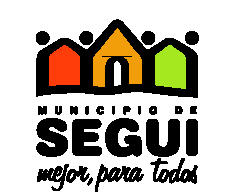 MUNICIPIO DE
SEGUI
mejor, para todos